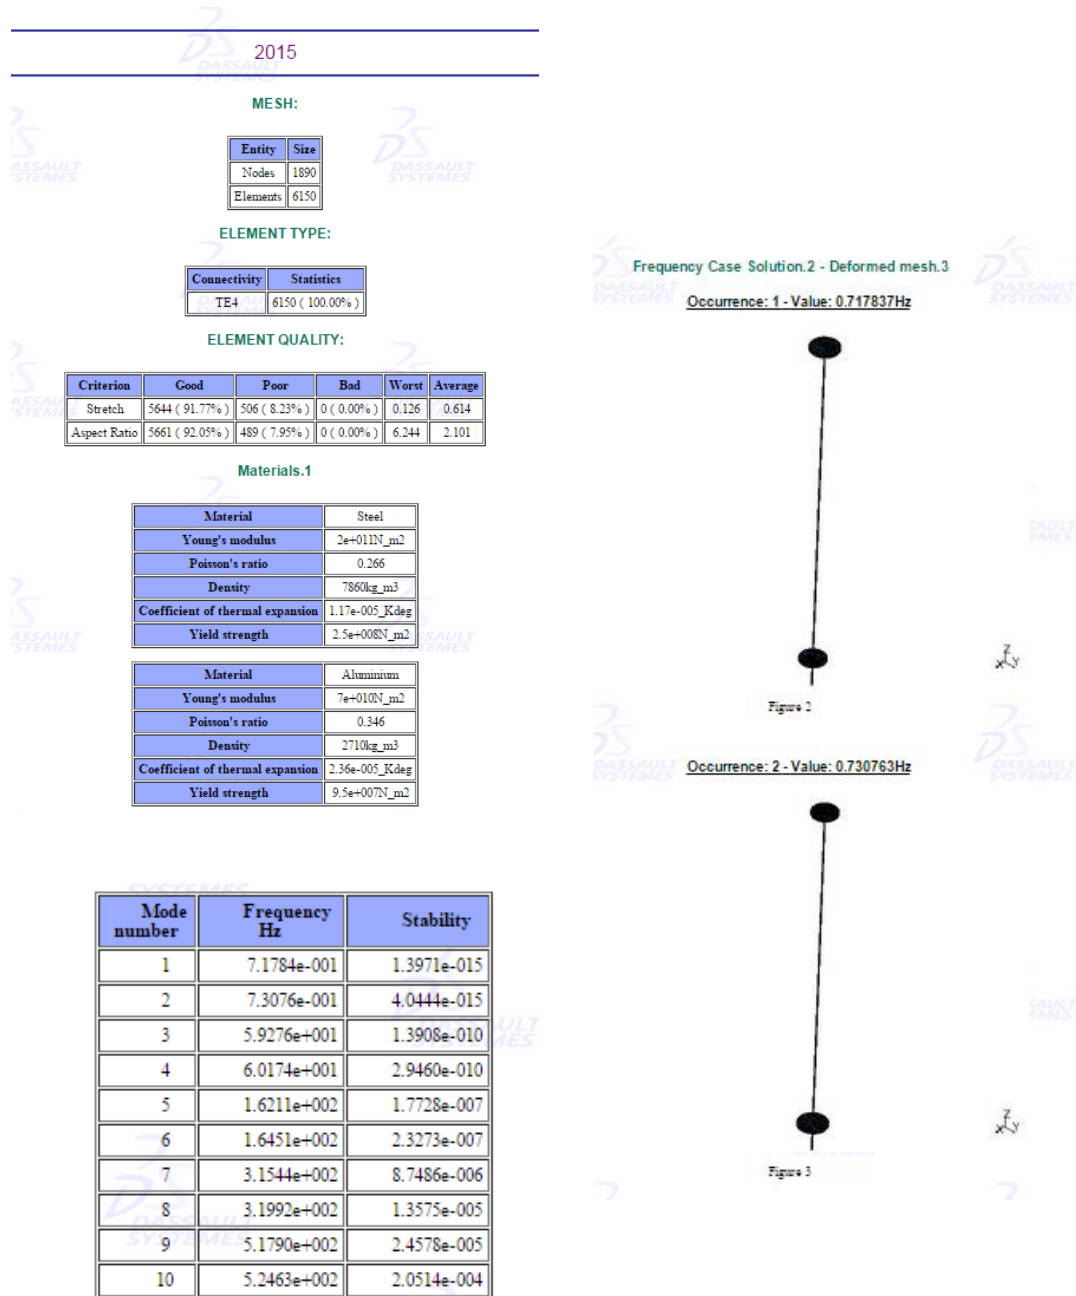 2015
MESH:
Entity Size
Nodes 1890
Elements 6150
ELEMENT TYPE:
Connectivity Statistics
TE4 6150 ( 100.00% )
ELEMENT QUALITY:
Criterion Good Poor Bad Worst Average
Stretch 5644 ( 91.77% ) 506 ( 8.23% ) 0 ( 0.00% ) 0.126 0.614
Aspect Ratio 5661 ( 92.05% ) 489 ( 7.95% ) 0 ( 0.00% ) 6.244 2.101
Materials.1
Material Steel
Young's modulus 2e+011N_m2
Poisson's ratio 0.266
Density 7860kg_m3
Coefficient of thermal expansion 1.17e-005_Kdeg
Yield strength 2.5e+008N_m2
Material Aluminium
Young's modulus 7e+010N_m2
Poisson's ratio 0.346
Density 2710kg_m3
Coefficient of thermal expansion 2.36e-005_Kdeg
Yield strength 9.5e+007N_m2
Mode number Frequency Hz Stability
1 7.1784e-001 1.3971e-015
2 7.3076e-001 4.0444e-015
3 5.9276e+001 1.3908e-010
4 6.0174e+001 2.9460e-010
5 1.6211e+002 1.7728e-007
6 1.6451e+002 2.3273e-007
7 3.1544e+002 8.7486e-006
8 3.1992e+002 1.3575e-005
9 5.1790e+002 2.4578e-005
10 5.2463e+002 2.0514e-004
Frequency Case Solution.2 - Deformed mesh.3
Occurrence: 1 - Value: 0.717837Hz
z
x y
Figure 2
Occurrence: 2 - Value: 0.730763Hz
z
x y
Figure 3
DASSAULT
SYSTEMES